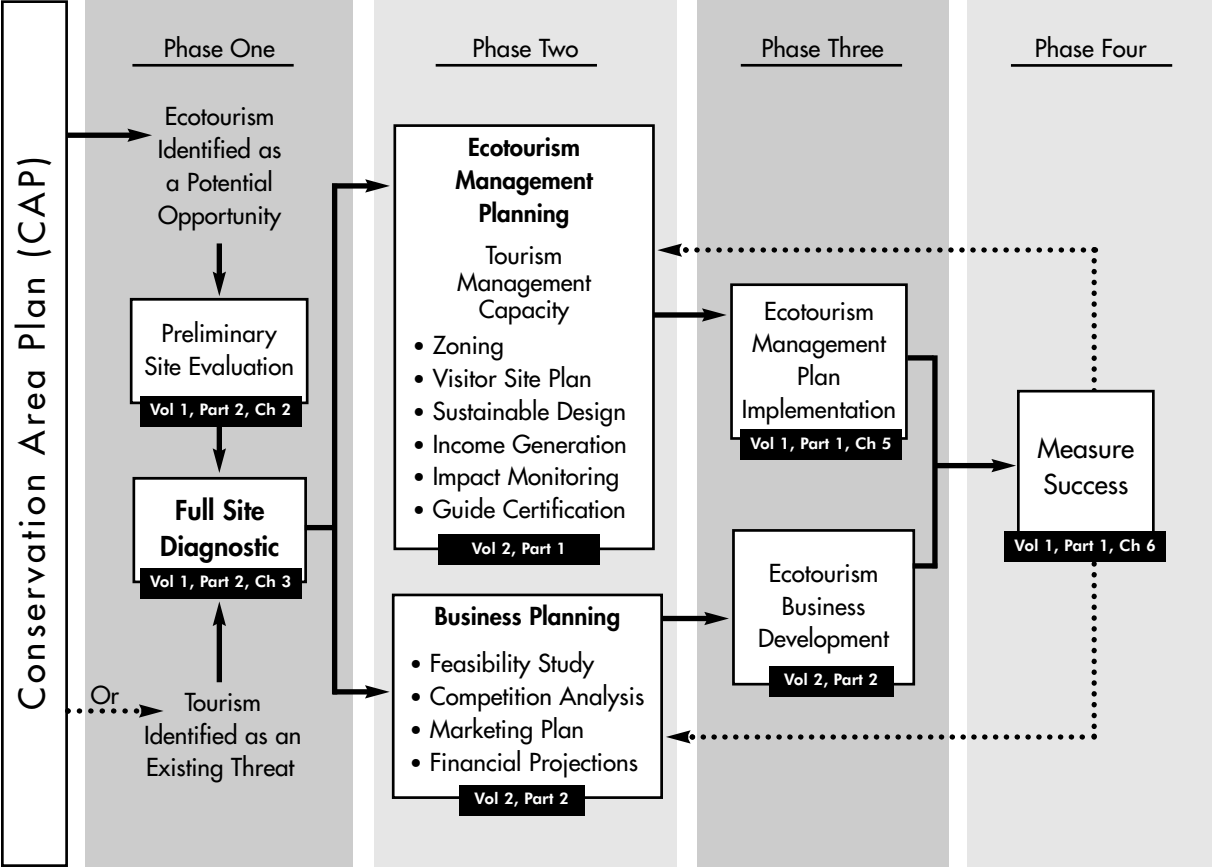 Conservation Area Plan (CAP)
Phase One
Ecotourism
Identified as
a Potential
Opportunity
Preliminary
Site Evaluation
Vol 1, Part 2, Ch 2
Full Site
Diagnostic
Vol 1, Part 2, Ch 3
Or
Tourism
Identified as an
Existing Threat
Phase Two
Ecotourism
Management
Planning
Tourism
Management
Capacity
• Zoning
• Visitor Site Plan
• Sustainable Design
• Income Generation
• Impact Monitoring
• Guide Certification
Vol 2, Part 1
Business Planning
• Feasibility Study
• Competition Analysis
• Marketing Plan
• Financial Projections
Vol 2, Part 2
Phase Three
Ecotourism
Management
Plan
Implementation
Vol 1, Part 1, Ch 5
Ecotourism
Business
Development
Vol 2, Part 2
Phase Four
Measure
Success
Vol 1, Part 1, Ch 6